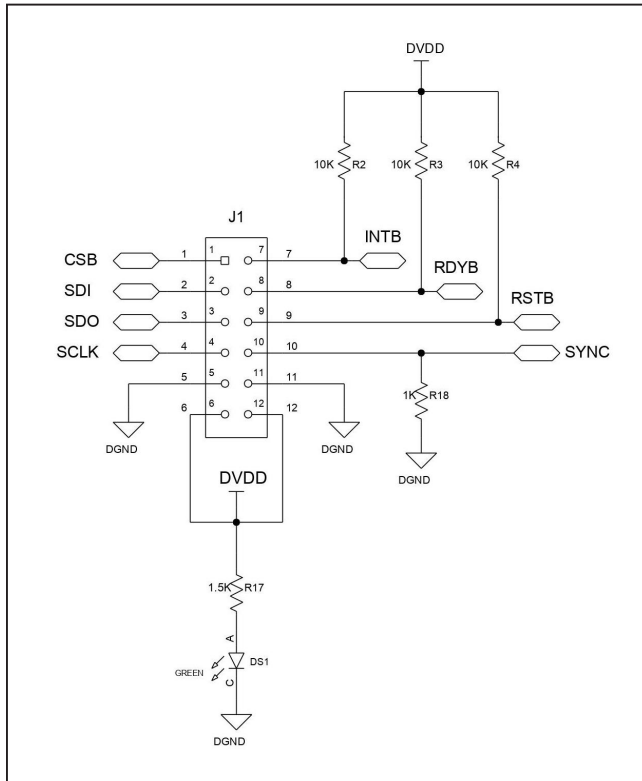 DVDD
10K R2 10K R3 10K R4
J1
CSB 1 1 7 7 INTB
SDI 2 2 8 8 RDYB
SDO 3 3 9 9 RSTB
SCLK 4 4 10 10 SYNC
5 5 11 11
6 6 12 12
1K R18
DGND DGND
DGND
DVDD
1.5K R17
A
GREEN DS1
C
DGND